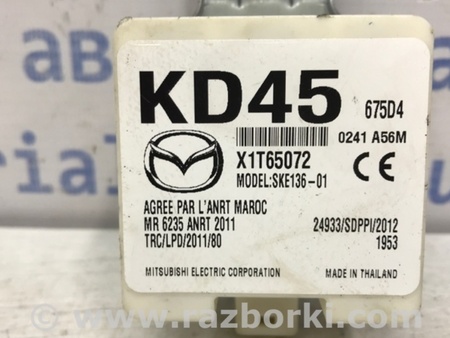 KD45 675D4
0241 A56M
X1T65072 CE
MODEL:SKE136-01
AGREE PAR L'ANRT MAROC
MR 6235 ANRT 2011 24933/SDPPI/2012
TRC/LPD/2011/80 1953
MITSUBISHI ELECTRIC CORPORATION MADE IN THAILAND
© www.razborki.com